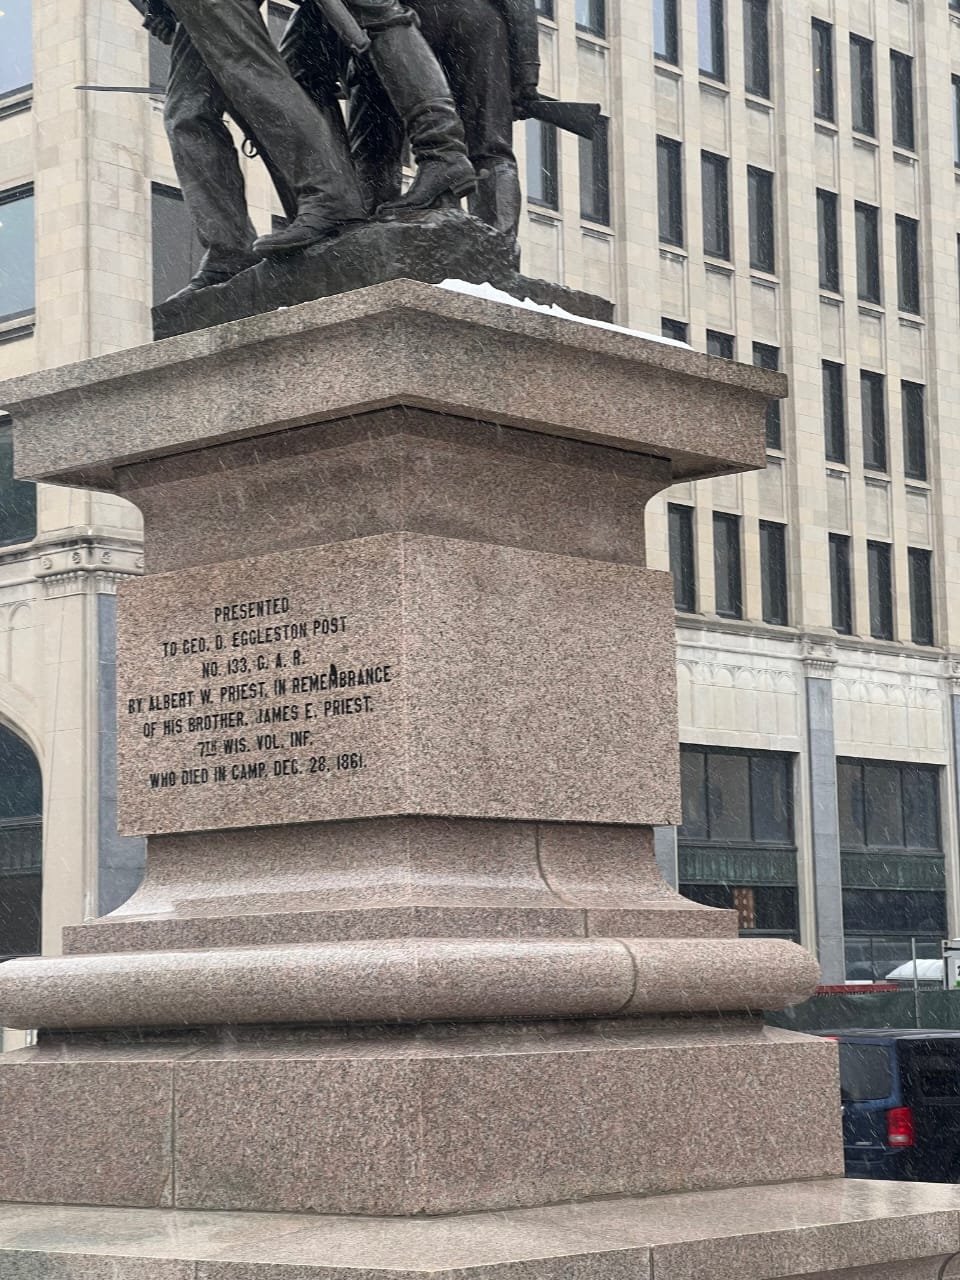 PRESENTED
TO GEO. D. EGGLESTON POST
NO. 133, G. A. R.
BY ALBERT W. PRIEST, IN REMEMBRANCE
OF HIS BROTHER, JAMES E. PRIEST,
7TH WIS. VOL. INF.
WHO DIED IN CAMP, DEC. 28, 1861.